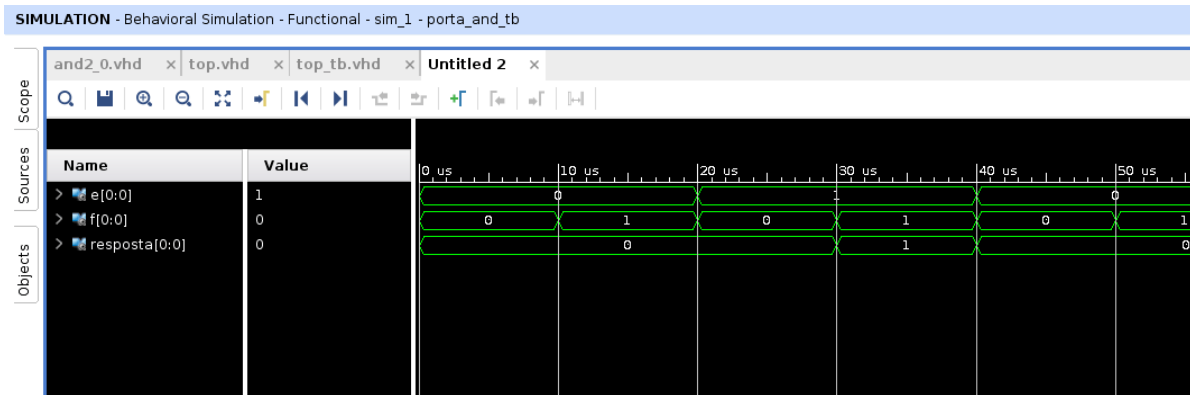 SIMULATION - Behavioral Simulation - Functional - sim_1 - porta_and_tb
and2_0.vhd × top.vhd × top_tb.vhd × Untitled 2 ×
Scope
Sources
Objects
Name Value
0 us 10 us 20 us 30 us 40 us 50 us
e[0:0] 1 0 1 0
f[0:0] 0 0 1 0 1 0 1
resposta[0:0] 0 0 1 0